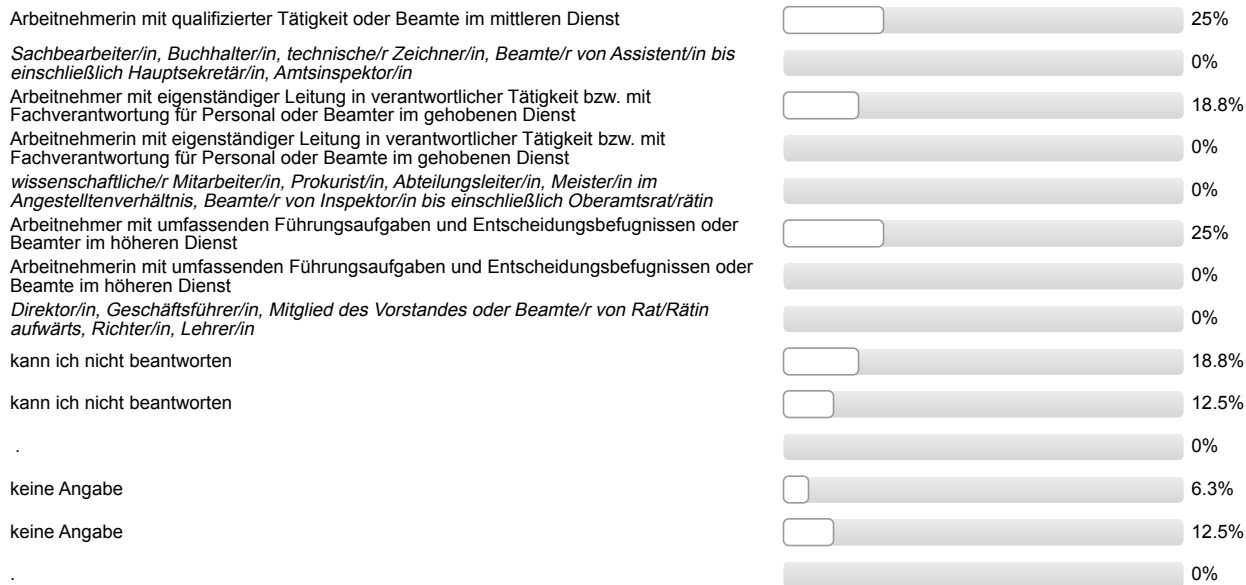 Arbeitnehmerin mit qualifizierter Tätigkeit oder Beamte im mittleren Dienst 25%
Sachbearbeiter/in, Buchhalter/in, technische/r Zeichner/in, Beamte/r von Assistent/in bis
einschließlich Hauptsekretär/in, Amtsinspektor/in 0%
Arbeitnehmer mit eigenständiger Leitung in verantwortlicher Tätigkeit bzw. mit
Fachverantwortung für Personal oder Beamter im gehobenen Dienst 18.8%
Arbeitnehmerin mit eigenständiger Leitung in verantwortlicher Tätigkeit bzw. mit
Fachverantwortung für Personal oder Beamte im gehobenen Dienst 0%
wissenschaftliche/r Mitarbeiter/in, Prokurist/in, Abteilungsleiter/in, Meister/in im
Angestelltenverhältnis, Beamte/r von Inspektor/in bis einschließlich Oberamtsrat/rätin 0%
Arbeitnehmer mit umfassenden Führungsaufgaben und Entscheidungsbefugnissen oder
Beamter im höheren Dienst 25%
Arbeitnehmerin mit umfassenden Führungsaufgaben und Entscheidungsbefugnissen oder
Beamte im höheren Dienst 0%
Direktor/in, Geschäftsführer/in, Mitglied des Vorstandes oder Beamte/r von Rat/Rätin
aufwärts, Richter/in, Lehrer/in 0%
kann ich nicht beantworten 18.8%
kann ich nicht beantworten 12.5%
. 0%
keine Angabe 6.3%
keine Angabe 12.5%
. 0%